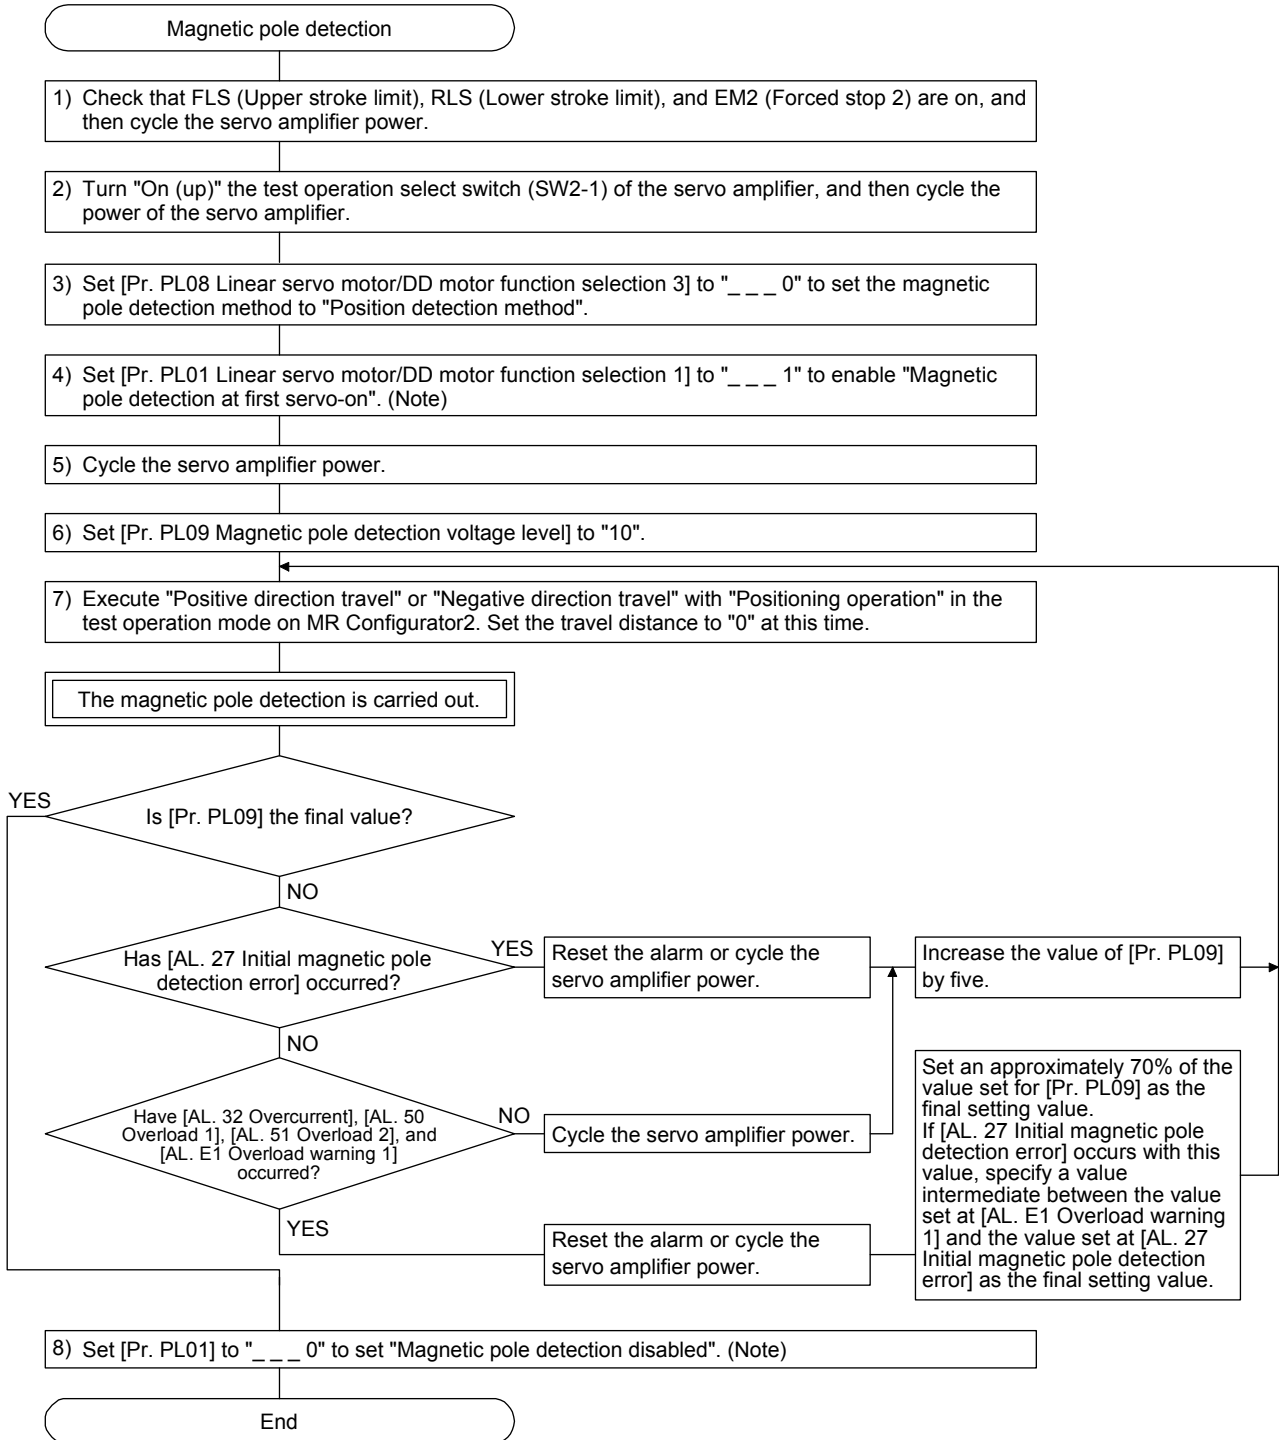 Magnetic pole detection
1) Check that FLS (Upper stroke limit), RLS (Lower stroke limit), and EM2 (Forced stop 2) are on, and
then cycle the servo amplifier power.
2) Turn "On (up)" the test operation select switch (SW2-1) of the servo amplifier, and then cycle the
power of the servo amplifier.
3) Set [Pr. PL08 Linear servo motor/DD motor function selection 3] to "_ _ _ 0" to set the magnetic
pole detection method to "Position detection method".
4) Set [Pr. PL01 Linear servo motor/DD motor function selection 1] to "_ _ _ 1" to enable "Magnetic
pole detection at first servo-on". (Note)
5) Cycle the servo amplifier power.
6) Set [Pr. PL09 Magnetic pole detection voltage level] to "10".
7) Execute "Positive direction travel" or "Negative direction travel" with "Positioning operation" in the
test operation mode on MR Configurator2. Set the travel distance to "0" at this time.
The magnetic pole detection is carried out.
YES
Is [Pr. PL09] the final value?
NO
Has [AL. 27 Initial magnetic pole
detection error] occurred?
YES
Reset the alarm or cycle the
servo amplifier power.
Increase the value of [Pr. PL09]
by five.
NO
Have [AL. 32 Overcurrent], [AL. 50
Overload 1], [AL. 51 Overload 2], and
[AL. E1 Overload warning 1]
occurred?
NO
Cycle the servo amplifier power.
YES
Reset the alarm or cycle the
servo amplifier power.
Set an approximately 70% of the
value set for [Pr. PL09] as the
final setting value.
If [AL. 27 Initial magnetic pole
detection error] occurs with this
value, specify a value
intermediate between the value
set at [AL. E1 Overload warning
1] and the value set at [AL. 27
Initial magnetic pole detection
error] as the final setting value.
8) Set [Pr. PL01] to "_ _ _ 0" to set "Magnetic pole detection disabled". (Note)
End